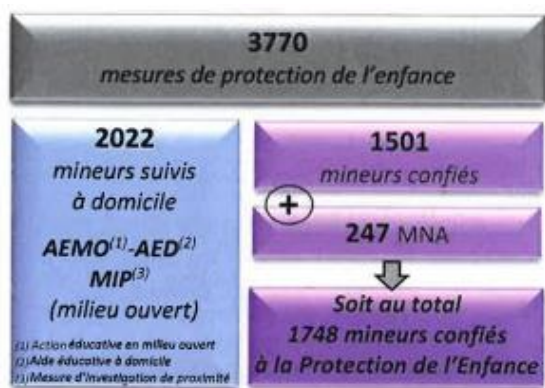 3770
mesures de protection de l'enfance
2022
mineurs suivis
à domicile
AEMO(1)-AED(2)
MIP(3)
(milieu ouvert)
(1) Action éducative en milieu ouvert
(2) Aide éducative à domicile
(3) Mesure d'investigation de proximité
1501
mineurs confiés
+
247 MNA
Soit au total
1748 mineurs confiés
à la Protection de l'Enfance